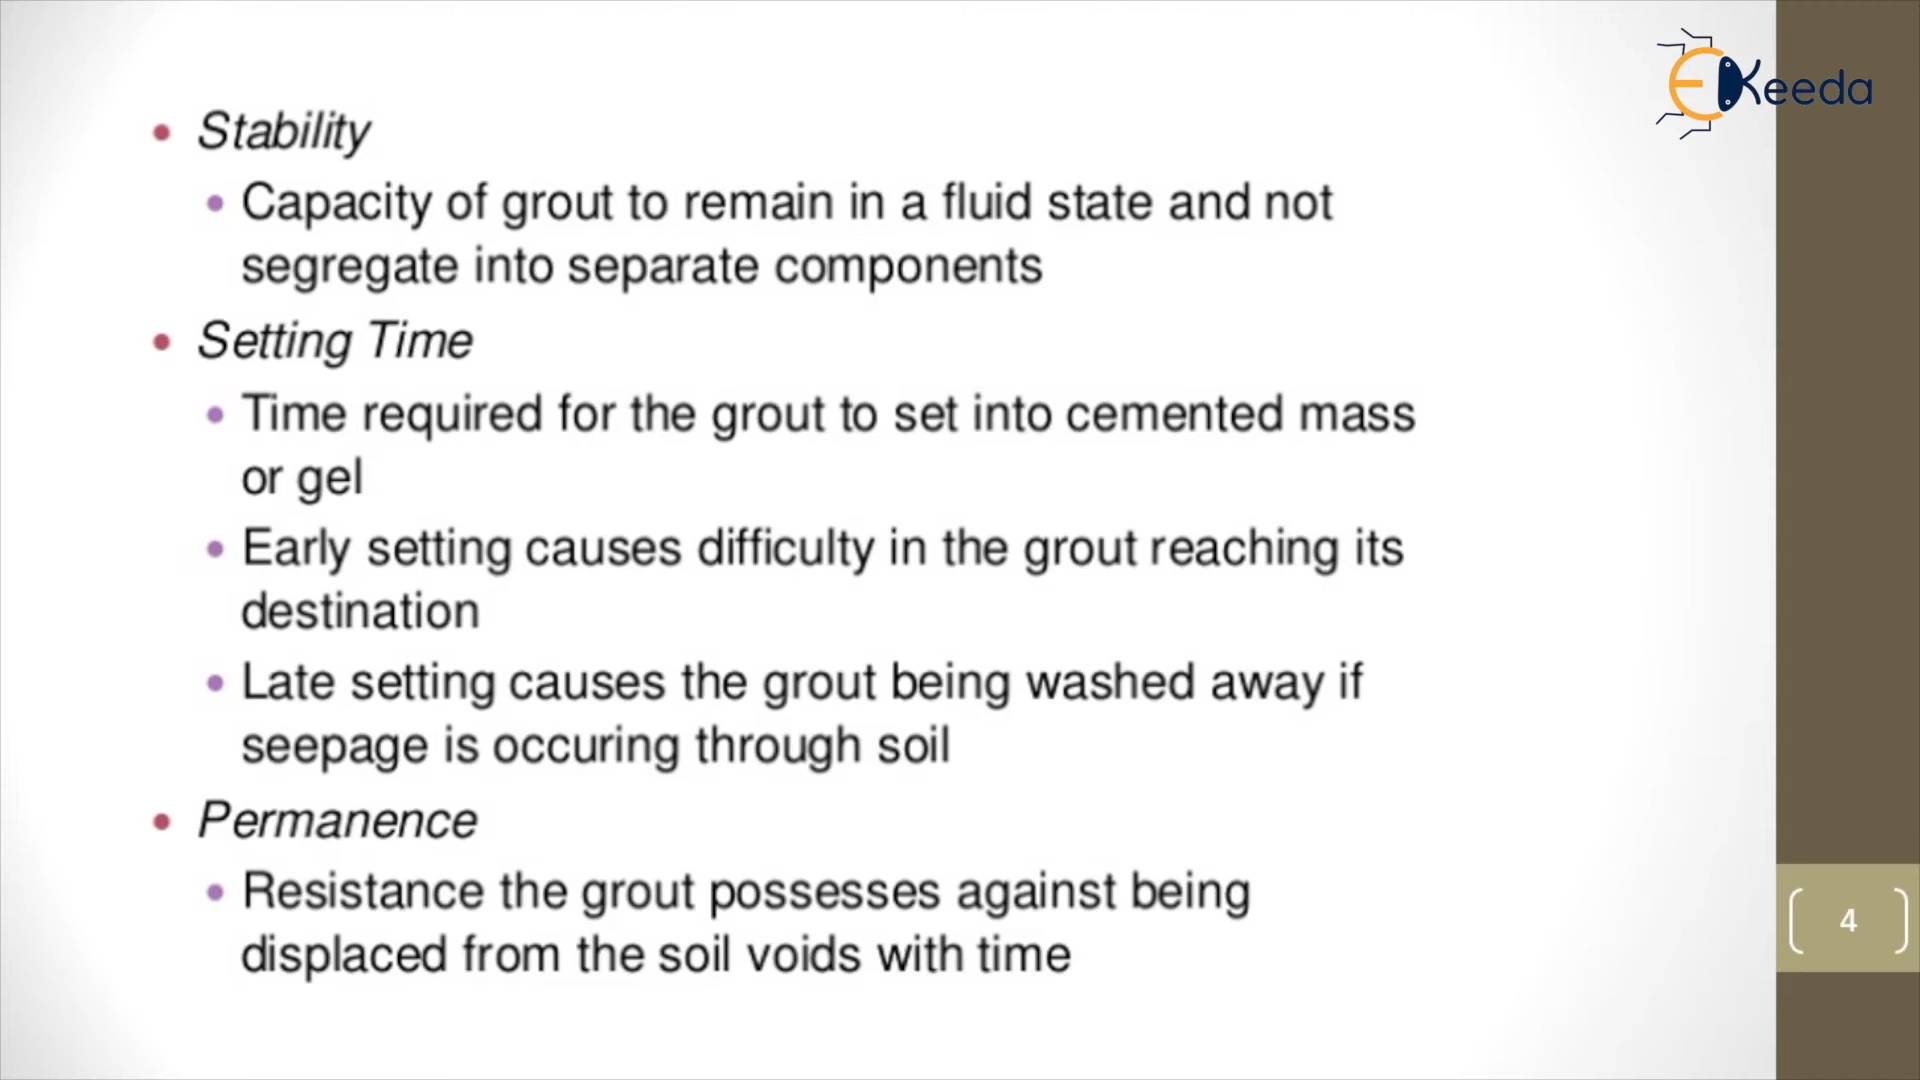 EKeeda
Stability
Capacity of grout to remain in a fluid state and not
segregate into separate components
Setting Time
Time required for the grout to set into cemented mass
or gel
Early setting causes difficulty in the grout reaching its
destination
Late setting causes the grout being washed away if
seepage is occuring through soil
Permanence
Resistance the grout possesses against being
displaced from the soil voids with time
4